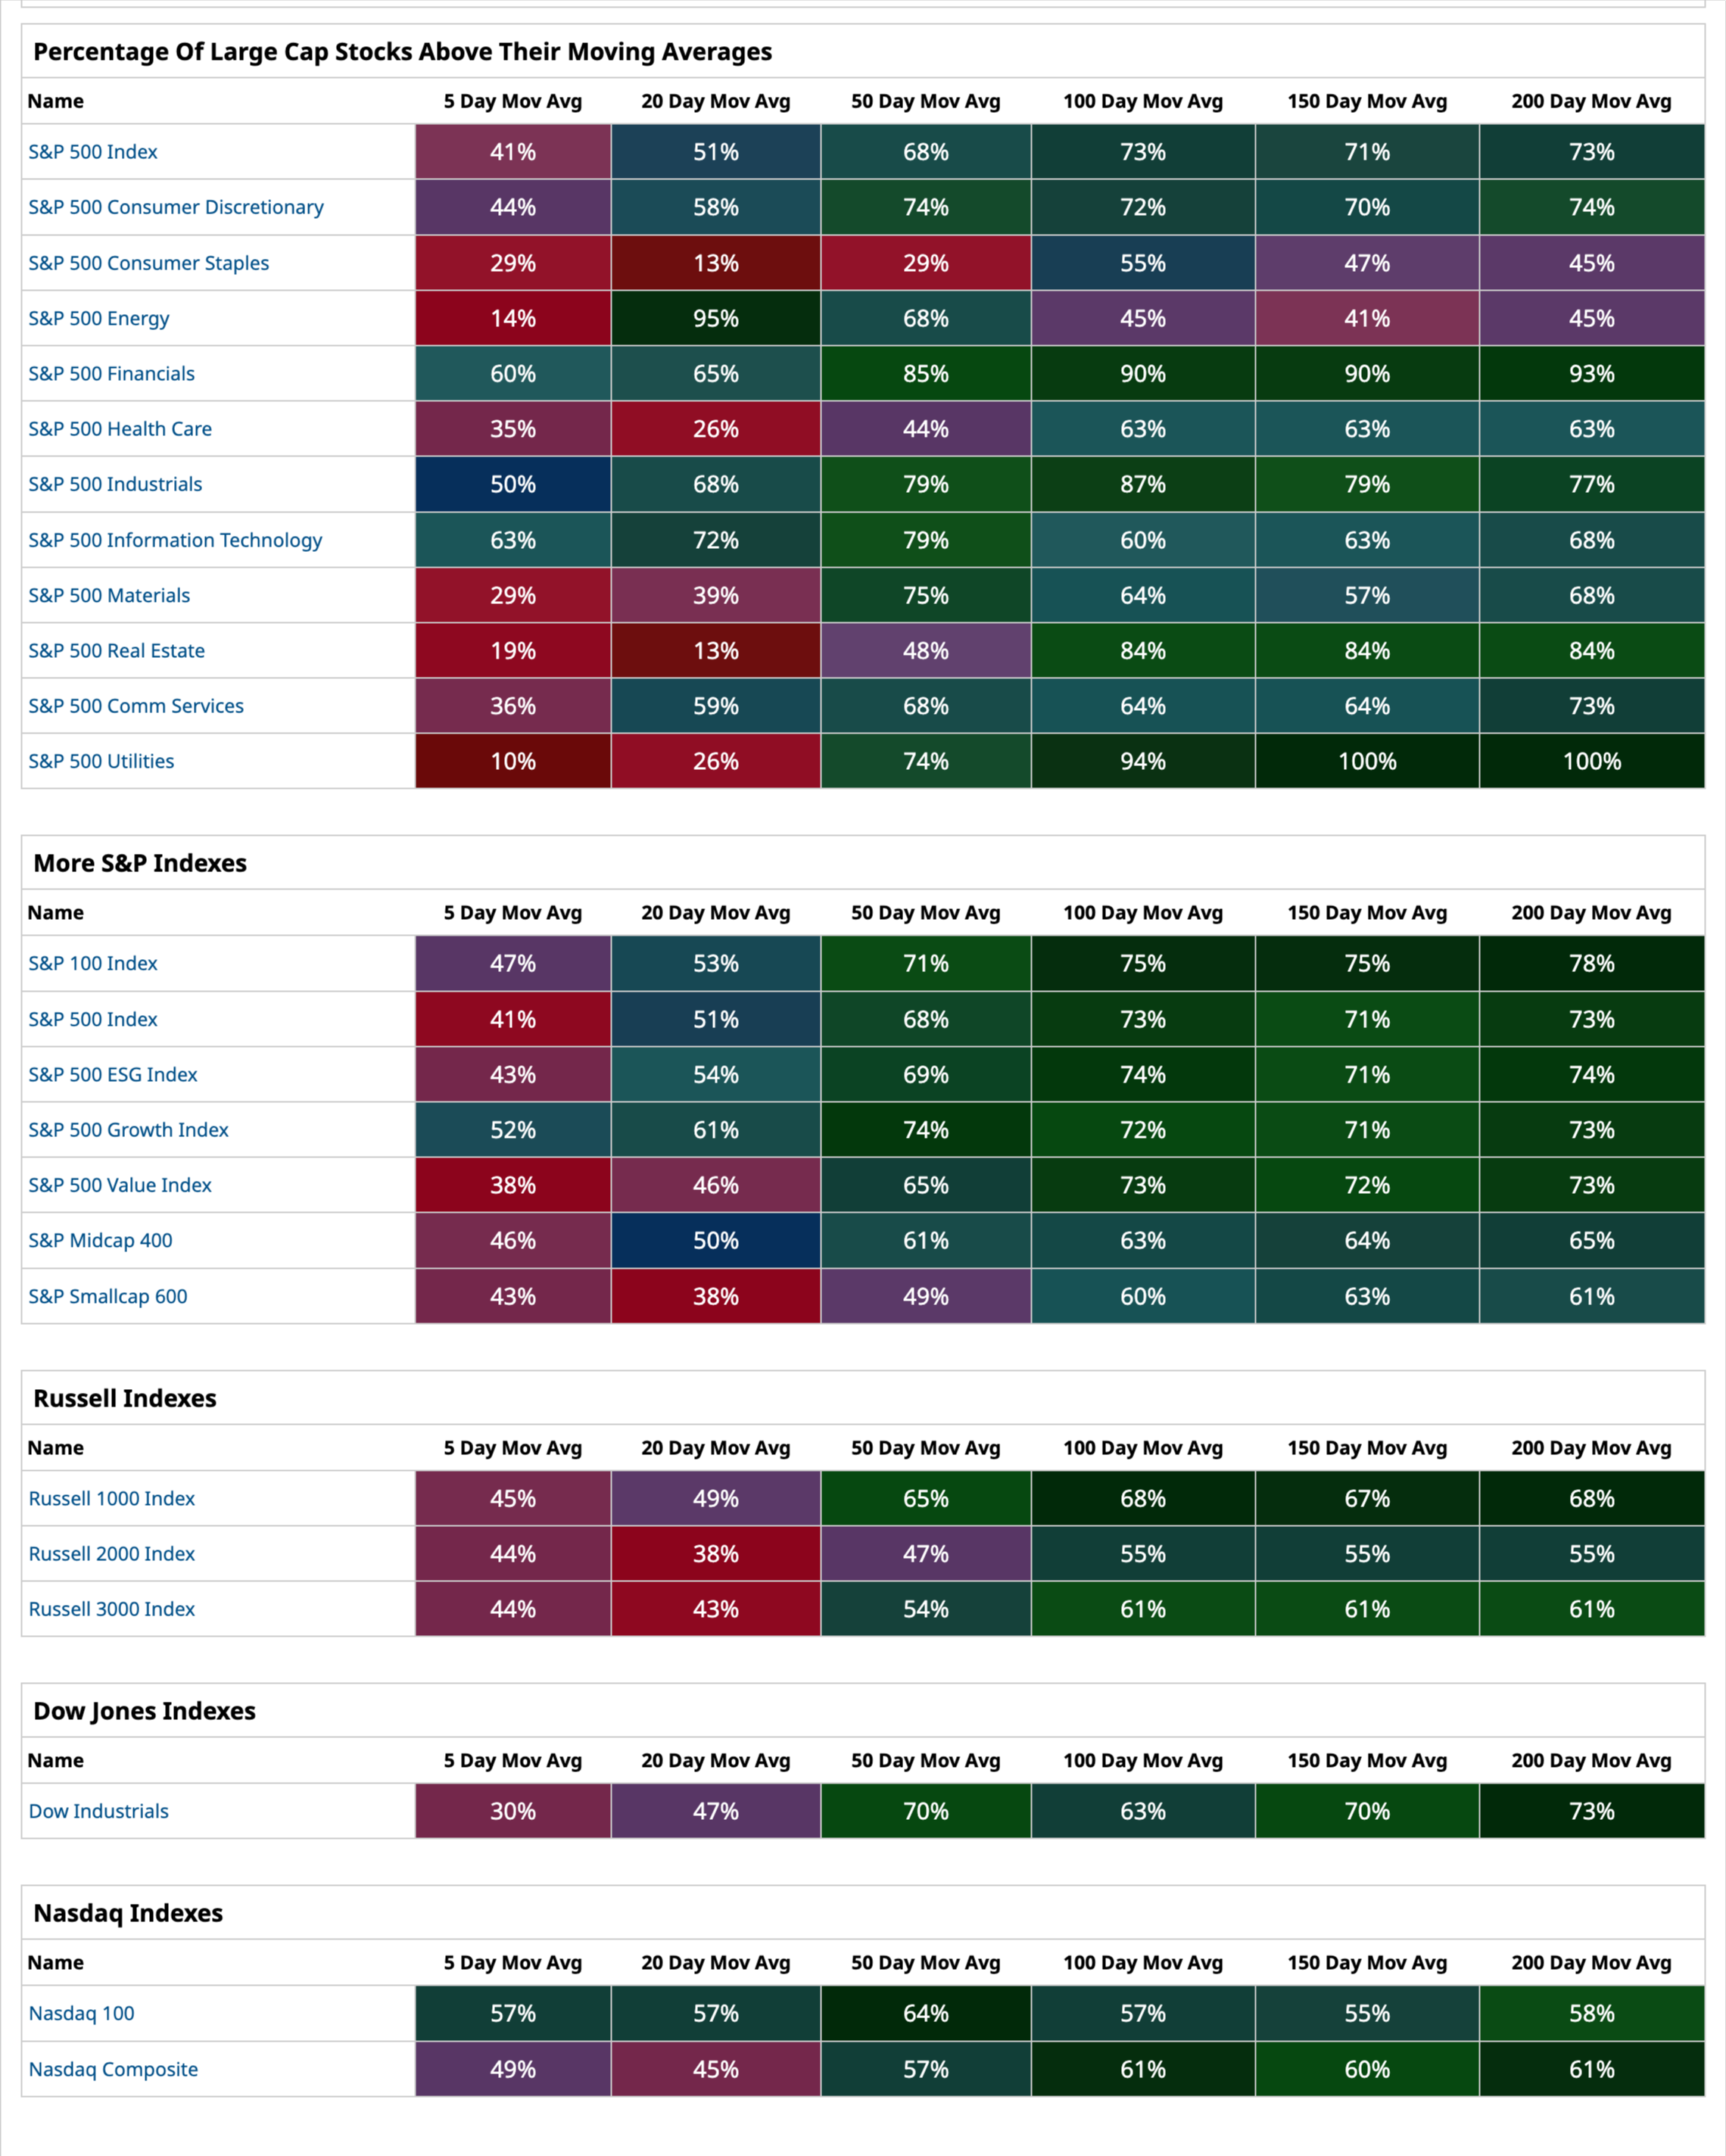 Percentage Of Large Cap Stocks Above Their Moving Averages
Name 5 Day Mov Avg 20 Day Mov Avg 50 Day Mov Avg 100 Day Mov Avg 150 Day Mov Avg 200 Day Mov Avg
S&P 500 Index 41% 51% 68% 73% 71% 73%
S&P 500 Consumer Discretionary 44% 58% 74% 72% 70% 74%
S&P 500 Consumer Staples 29% 13% 29% 55% 47% 45%
S&P 500 Energy 14% 95% 68% 45% 41% 45%
S&P 500 Financials 60% 65% 85% 90% 90% 93%
S&P 500 Health Care 35% 26% 44% 63% 63% 63%
S&P 500 Industrials 50% 68% 79% 87% 79% 77%
S&P 500 Information Technology 63% 72% 79% 60% 63% 68%
S&P 500 Materials 29% 39% 75% 64% 57% 68%
S&P 500 Real Estate 19% 13% 48% 84% 84% 84%
S&P 500 Comm Services 36% 59% 68% 64% 64% 73%
S&P 500 Utilities 10% 26% 74% 94% 100% 100%
More S&P Indexes
Name 5 Day Mov Avg 20 Day Mov Avg 50 Day Mov Avg 100 Day Mov Avg 150 Day Mov Avg 200 Day Mov Avg
S&P 100 Index 47% 53% 71% 75% 75% 78%
S&P 500 Index 41% 51% 68% 73% 71% 73%
S&P 500 ESG Index 43% 54% 69% 74% 71% 74%
S&P 500 Growth Index 52% 61% 74% 72% 71% 73%
S&P 500 Value Index 38% 46% 65% 73% 72% 73%
S&P Midcap 400 46% 50% 61% 63% 64% 65%
S&P Smallcap 600 43% 38% 49% 60% 63% 61%
Russell Indexes
Name 5 Day Mov Avg 20 Day Mov Avg 50 Day Mov Avg 100 Day Mov Avg 150 Day Mov Avg 200 Day Mov Avg
Russell 1000 Index 45% 49% 65% 68% 67% 68%
Russell 2000 Index 44% 38% 47% 55% 55% 55%
Russell 3000 Index 44% 43% 54% 61% 61% 61%
Dow Jones Indexes
Name 5 Day Mov Avg 20 Day Mov Avg 50 Day Mov Avg 100 Day Mov Avg 150 Day Mov Avg 200 Day Mov Avg
Dow Industrials 30% 47% 70% 63% 70% 73%
Nasdaq Indexes
Name 5 Day Mov Avg 20 Day Mov Avg 50 Day Mov Avg 100 Day Mov Avg 150 Day Mov Avg 200 Day Mov Avg
Nasdaq 100 57% 57% 64% 57% 55% 58%
Nasdaq Composite 49% 45% 57% 61% 60% 61%